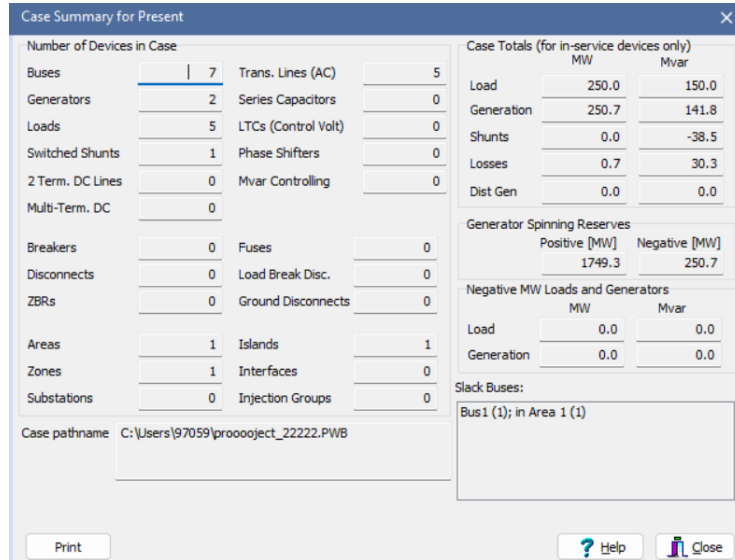 Case Summary for Present
Number of Devices in Case
Buses 7 Trans. Lines (AC) 5
Generators 2 Series Capacitors 0
Loads 5 LTCs (Control Volt) 0
Switched Shunts 1 Phase Shifters 0
2 Term. DC Lines 0 Mvar Controlling 0
Multi-Term. DC 0
Breakers 0 Fuses 0
Disconnects 0 Load Break Disc. 0
ZBRs 0 Ground Disconnects 0
Areas 1 Islands 1
Zones 1 Interfaces 0
Substations 0 Injection Groups 0
Case pathname C:\Users\97059\prooooject_22222.PWB
Case Totals (for in-service devices only)
MW Mvar
Load 250.0 150.0
Generation 250.7 141.8
Shunts 0.0 -38.5
Losses 0.7 30.3
Dist Gen 0.0 0.0
Generator Spinning Reserves
Positive [MW] Negative [MW]
1749.3 250.7
Negative MW Loads and Generators
MW Mvar
Load 0.0 0.0
Generation 0.0 0.0
Slack Buses:
Bus1 (1); in Area 1 (1)
Print ? Help Close